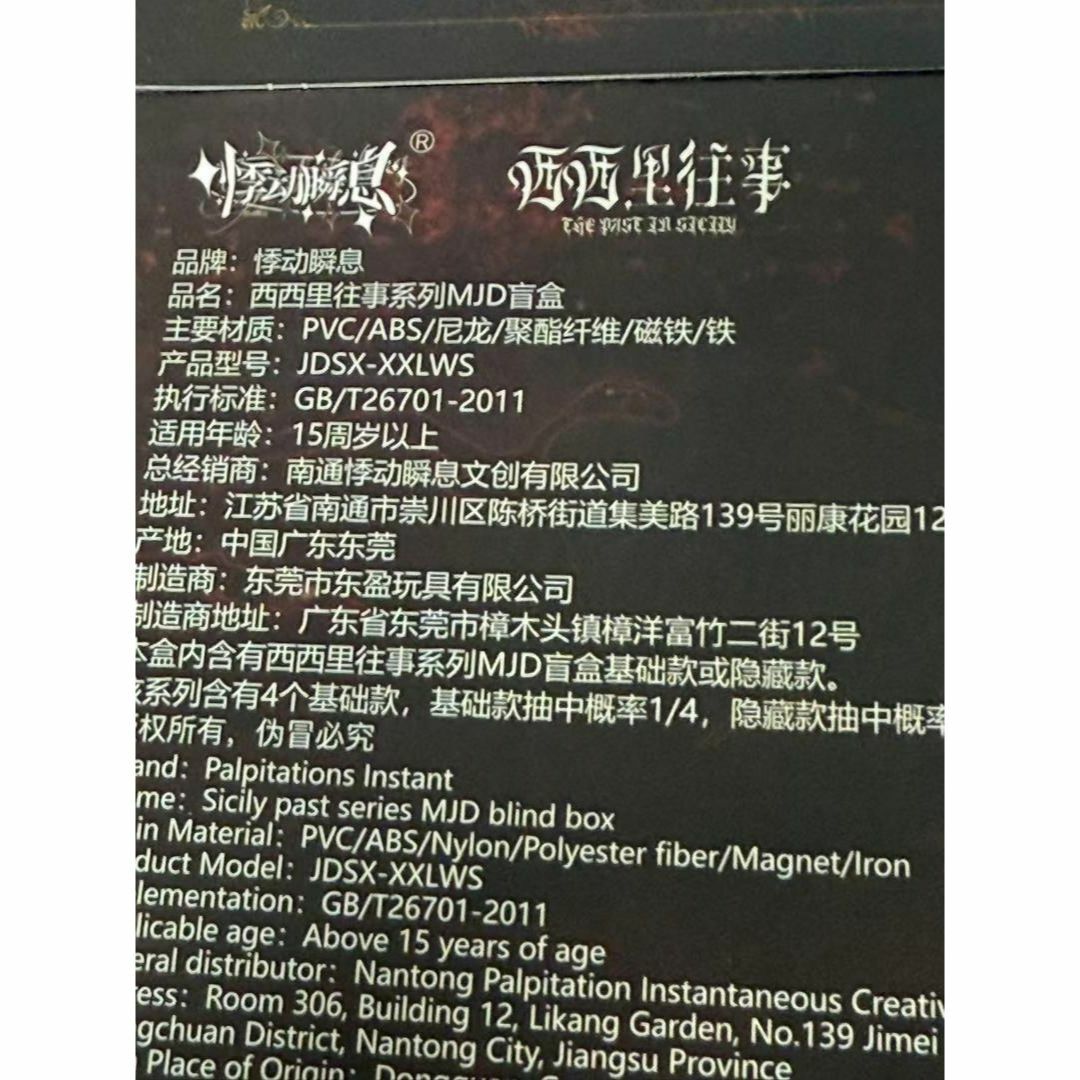 悸动瞬息®
西西里往事
THE PAST IN SICILY
品牌：悸动瞬息
品名：西西里往事系列MJD盲盒
主要材质：PVC/ABS/尼龙/聚酯纤维/磁铁/铁
产品型号：JDSX-XXLWS
执行标准：GB/T26701-2011
适用年龄：15周岁以上
总经销商：南通悸动瞬息文创有限公司
地址：江苏省南通市崇川区陈桥街道集美路139号丽康花园12
产地：中国广东东莞
制造商：东莞市东盈玩具有限公司
制造商地址：广东省东莞市樟木头镇樟洋富竹二街12号
本盒内含有西西里往事系列MJD盲盒基础款或隐藏款。
该系列含有4个基础款，基础款抽中概率1/4，隐藏款抽中概率
权所有，伪冒必究
and：Palpitations Instant
me：Sicily past series MJD blind box
in Material：PVC/ABS/Nylon/Polyester fiber/Magnet/Iron
duct Model：JDSX-XXLWS
lementation：GB/T26701-2011
licable age：Above 15 years of age
eral distributor：Nantong Palpitation Instantaneous Creativ
ress：Room 306, Building 12, Likang Garden, No.139 Jimei
ngchuan District, Nantong City, Jiangsu Province
Place of Origin：